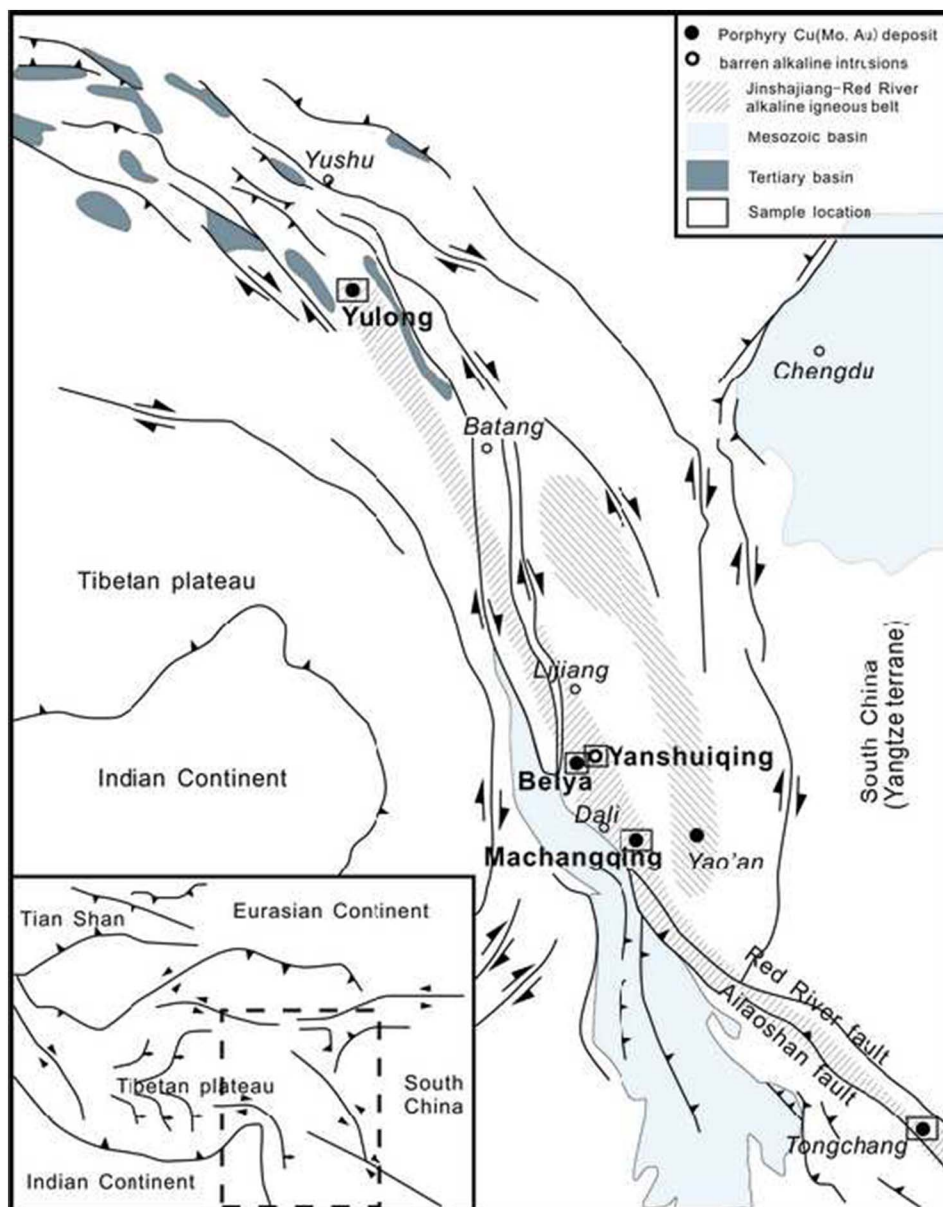 Porphyry Cu(Mo, Au) deposit
barren alkaline intrusions
Jinshajiang-Red River
alkaline igneous belt
Mesozoic basin
Tertiary basin
Sample location
Yushu
Yulong
Chengdu
Batang
Tibetan plateau
Lijiang
South China
(Yangtze terrane)
Yanshuiqing
Beiya
Indian Continent
Dali
Machangqing
Yao'an
Red River fault
Ailaoshan fault
Tongchang
Tian Shan
Eurasian Continent
Tibetan plateau
South
China
Indian Continent